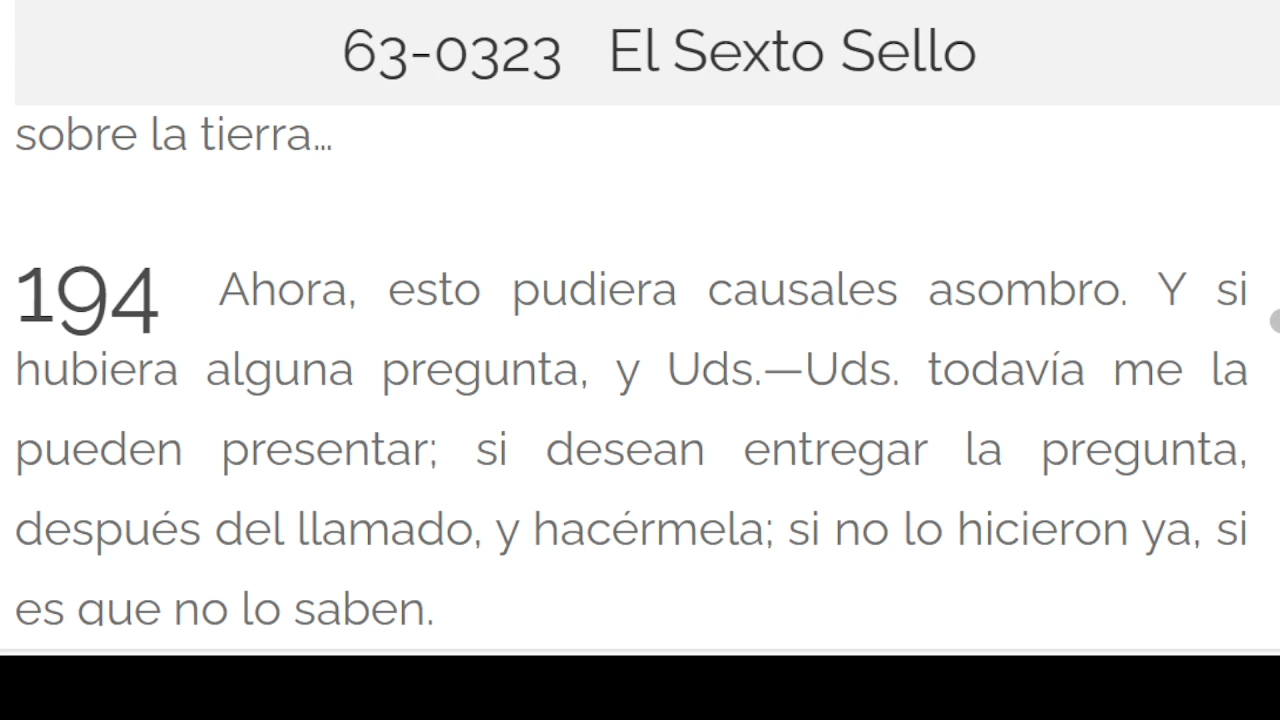 63-0323 El Sexto Sello
sobre la tierra…
194 Ahora, esto pudiera causales asombro. Y si
hubiera alguna pregunta, y Uds.—Uds. todavía me la
pueden presentar; si desean entregar la pregunta,
después del llamado, y hacérmela; si no lo hicieron ya, si
es que no lo saben.